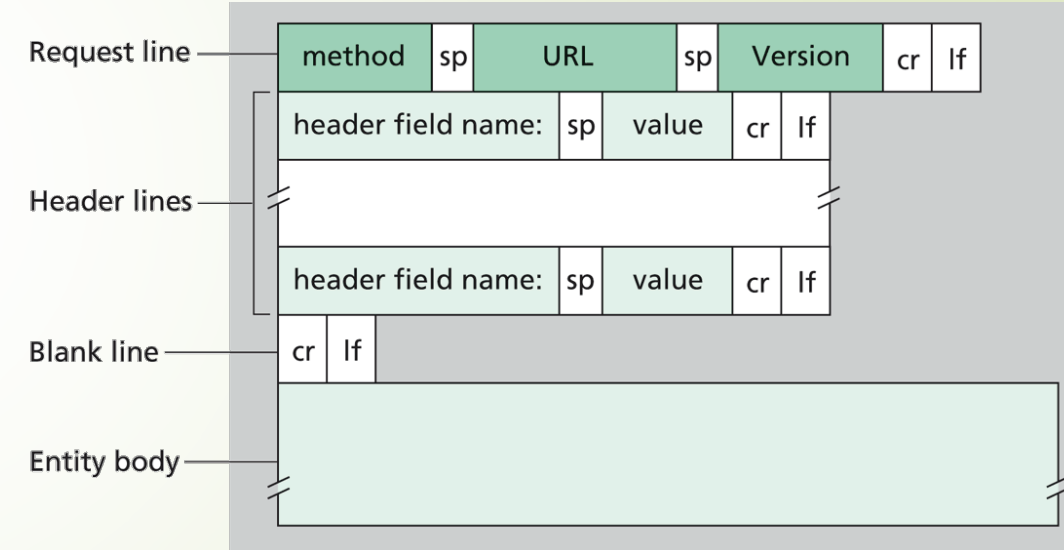 Request line method sp URL sp Version cr lf
header field name: sp value cr lf
Header lines
header field name: sp value cr lf
Blank line cr lf
Entity body